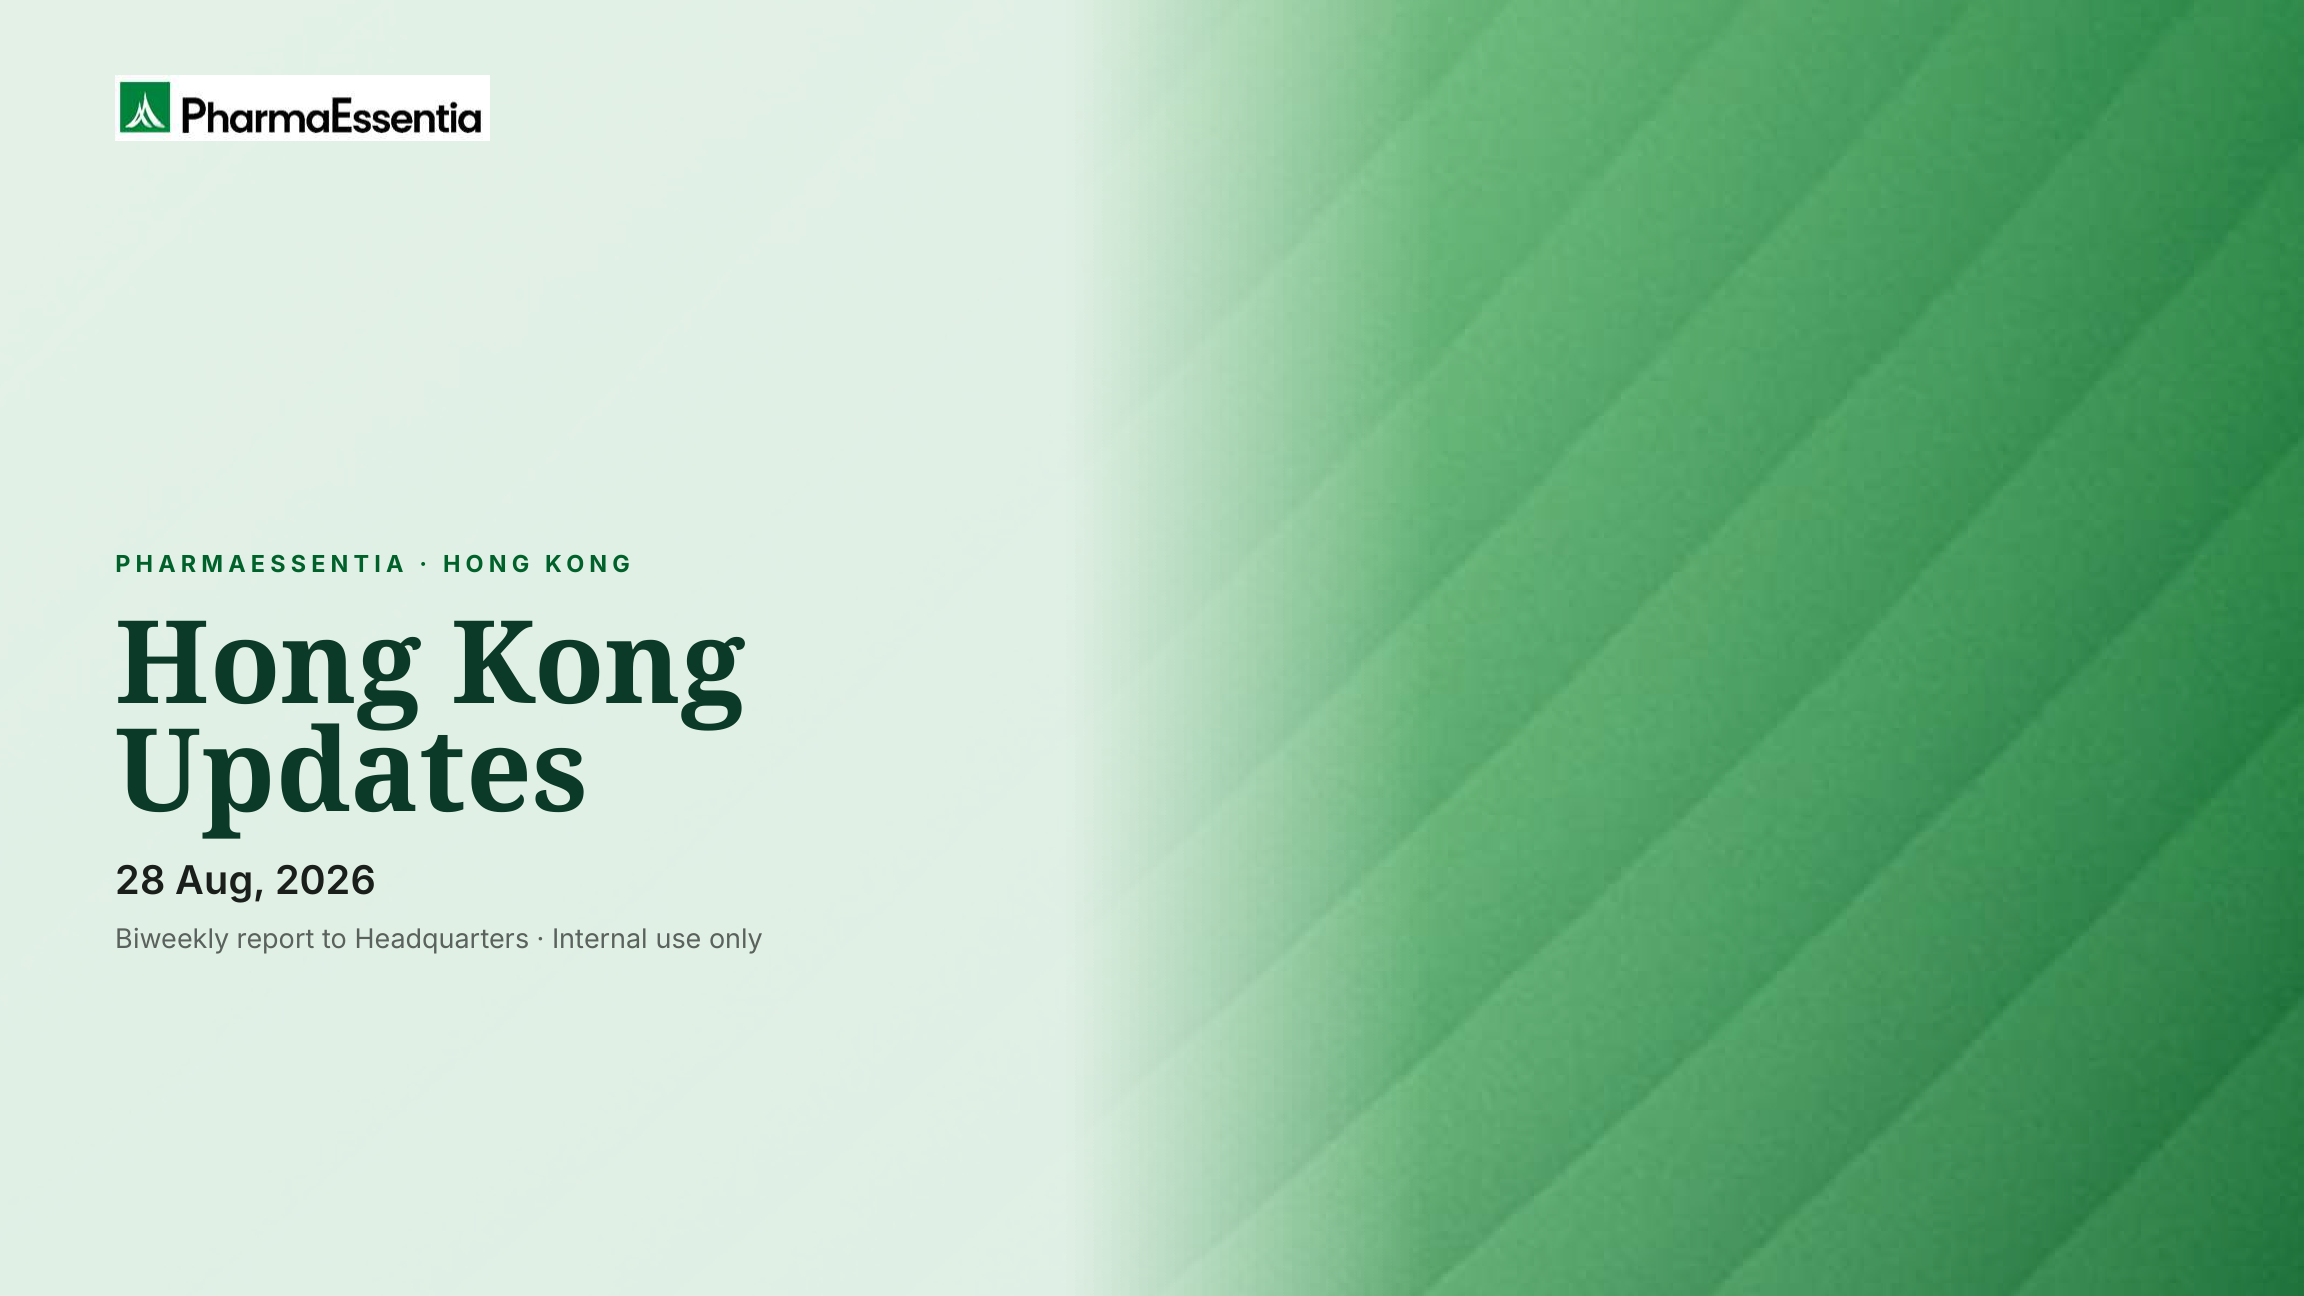 PharmaEssentia
PHARMAESSENTIA · HONG KONG
Hong Kong
Updates
28 Aug, 2026
Biweekly report to Headquarters · Internal use only